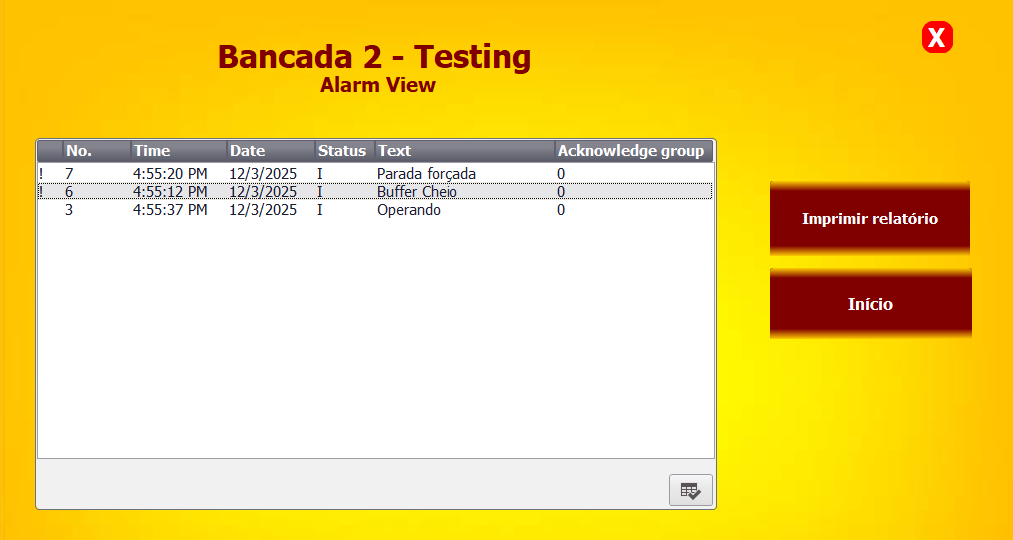 X
Bancada 2 - Testing
Alarm View
No. Time Date Status Text Acknowledge group
! 7 4:55:20 PM 12/3/2025 I Parada forçada 0
! 6 4:55:12 PM 12/3/2025 I Buffer Cheio 0
3 4:55:37 PM 12/3/2025 I Operando 0
Imprimir relatório
Início